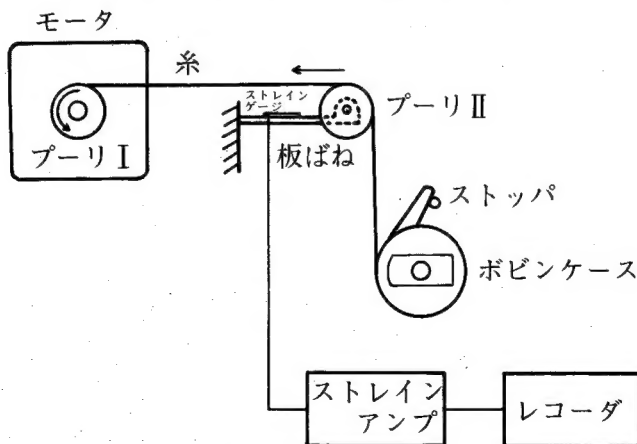 モータ
糸
ストレイン
ゲージ
プーリⅡ
プーリⅠ
板ばね
ストッパ
ボビンケース
ストレイン
アンプ
レコーダ